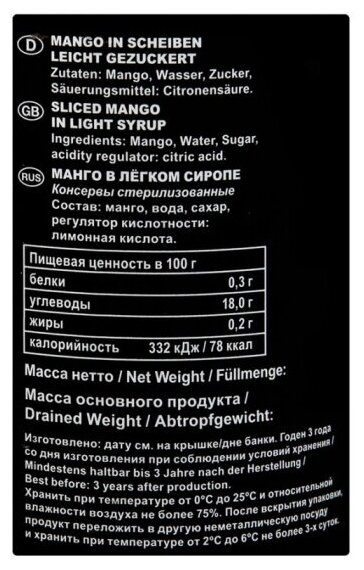 D MANGO IN SCHEIBEN
LEICHT GEZUCKERT
Zutaten: Mango, Wasser, Zucker,
Säuerungsmittel: Citronensäure.
GB SLICED MANGO
IN LIGHT SYRUP
Ingredients: Mango, Water, Sugar,
acidity regulator: citric acid.
RUS МАНГО В ЛЁГКОМ СИРОПЕ
Консервы стерилизованные
Состав: манго, вода, сахар,
регулятор кислотности:
лимонная кислота.
Пищевая ценность в 100 г
белки 0,3 г
углеводы 18,0 г
жиры 0,2 г
калорийность 332 кДж / 78 ккал
Масса нетто / Net Weight / Füllmenge:
Масса основного продукта /
Drained Weight / Abtropfgewicht:
Изготовлено: дату см. на крышке/дне банки. Годен 3 года
со дня изготовления при соблюдении условий хранения /
Mindestens haltbar bis 3 Jahre nach der Herstellung /
Best before: 3 years after production.
Хранить при температуре от 0ºС до 25ºС и относительной
влажности воздуха не более 75%. После вскрытия упаковки,
продукт переложить в другую неметаллическую посуду
и хранить при температуре от 2ºС до 6ºС не более 3-х суток.